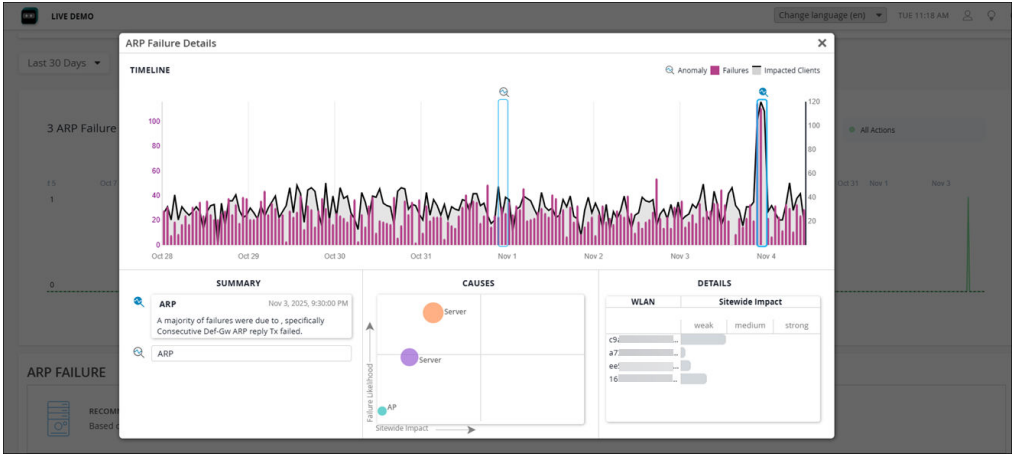 LIVE DEMO
Change language (en)
TUE 11:18 AM
ARP Failure Details
Last 30 Days
TIMELINE
Anomaly Failures Impacted Clients
3 ARP Failure
All Actions
100
80
60
40
20
0
120
100
80
60
40
20
Oct 28 Oct 29 Oct 30 Oct 31 Nov 1 Nov 2 Nov 3 Nov 4
Oct 7
Oct 31 Nov 1 Nov 3
1
0
SUMMARY
ARP Nov 3, 2025, 9:30:00 PM
A majority of failures were due to , specifically
Consecutive Def-Gw ARP reply Tx failed.
ARP
CAUSES
Server
Server
AP
Failure Likelihood
Sitewide Impact
DETAILS
WLAN Sitewide Impact
weak medium strong
c9
...
a7
...
ee
...
16
..
ARP FAILURE
RECOM
Based